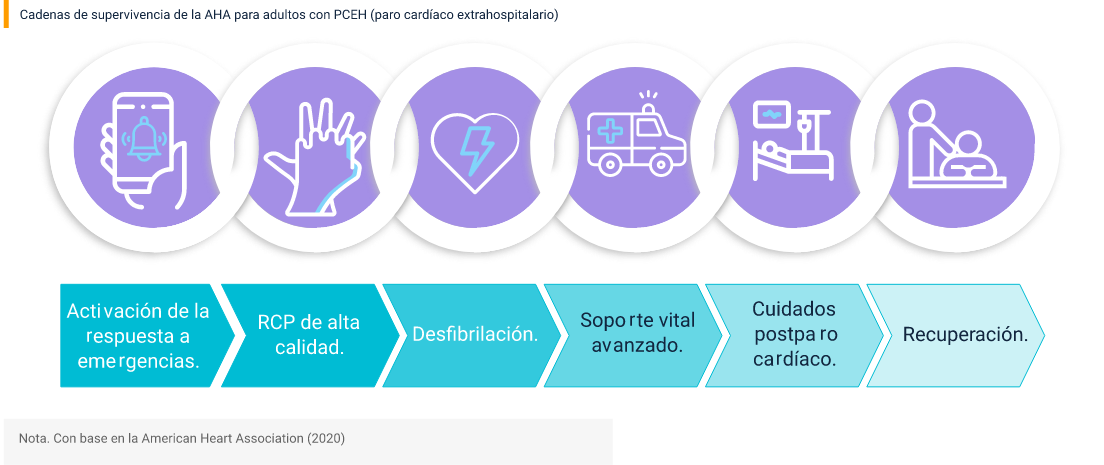 Cadenas de supervivencia de la AHA para adultos con PCEH (paro cardíaco extrahospitalario)
Activación de la
respuesta a
emergencias.
RCP de alta
calidad.
Desfibrilación.
Soporte vital
avanzado.
Cuidados
postparo
cardíaco.
Recuperación.
Nota. Con base en la American Heart Association (2020)